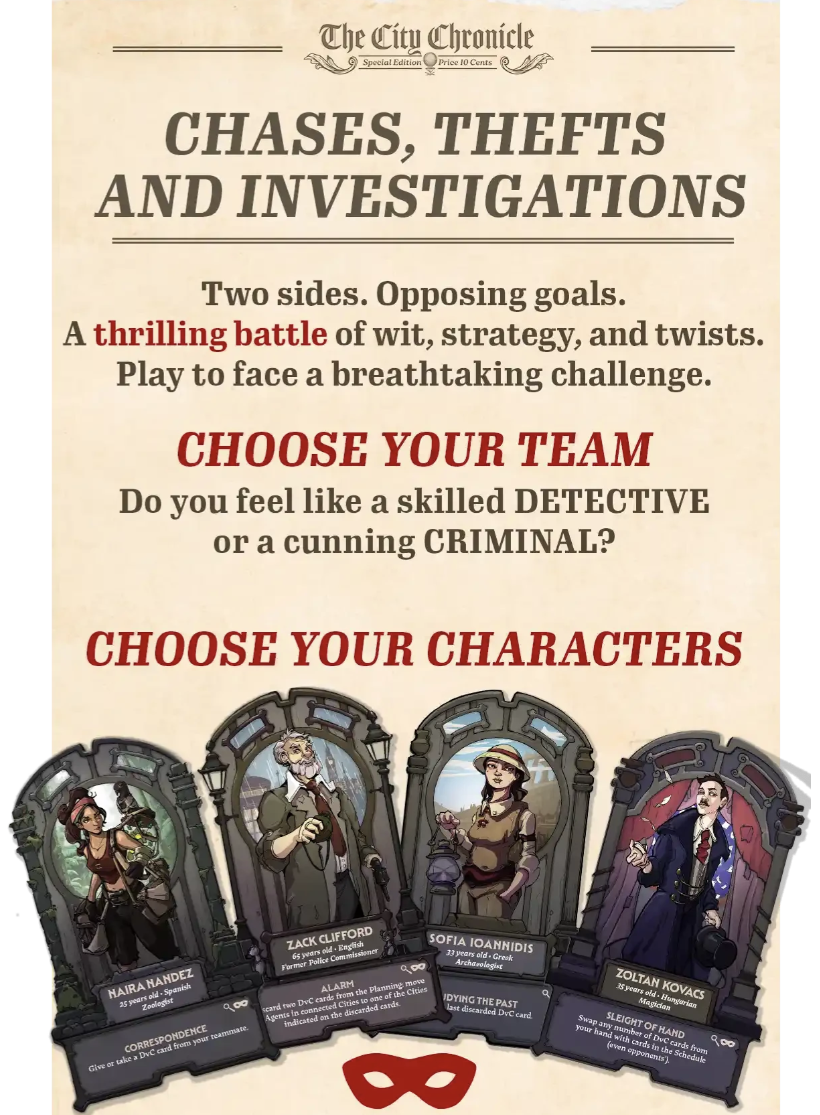 The City Chronicle
Special Edition Price 10 Cents
CHASES, THEFTS
AND INVESTIGATIONS
Two sides. Opposing goals.
A thrilling battle of wit, strategy, and twists.
Play to face a breathtaking challenge.
CHOOSE YOUR TEAM
Do you feel like a skilled DETECTIVE
or a cunning CRIMINAL?
CHOOSE YOUR CHARACTERS
NAIRA NANDEZ
25 years old · Spanish
Zoologist
CORRESPONDENCE
Give or take a DvC card from your teammate.
ZACK CLIFFORD
65 years old · English
Former Police Commissioner
ALARM
scard two DvC cards from the Planning: move
Agents in connected Cities to one of the Cities
indicated on the discarded cards.
SOFIA IOANNIDIS
23 years old · Greek
Archaeologist
UDYING THE PAST
last discarded DvC card.
ZOLTAN KOVACS
35 years old · Hungarian
Magician
SLEIGHT OF HAND
Swap any number of DvC cards from
your hand with cards in the Schedule
(even opponents').